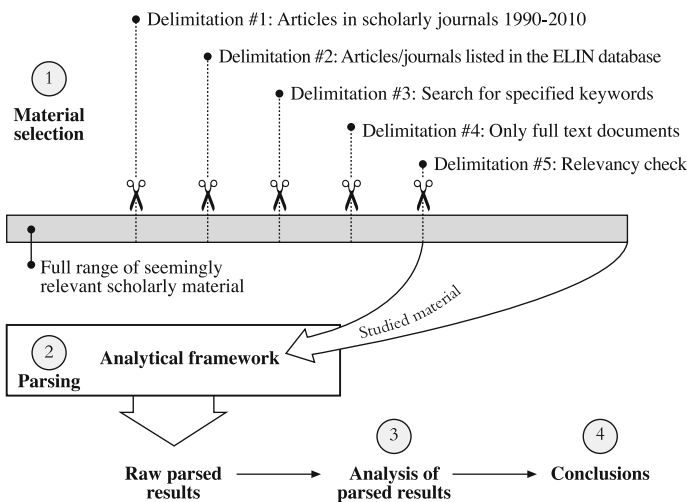 Delimitation #1: Articles in scholarly journals 1990-2010
Delimitation #2: Articles/journals listed in the ELIN database
1
Delimitation #3: Search for specified keywords
Material
selection
Delimitation #4: Only full text documents
Delimitation #5: Relevancy check
Full range of seemingly
relevant scholarly material
Studied material
2
Analytical framework
Parsing
3
4
Raw parsed
results
Analysis of
parsed results
Conclusions